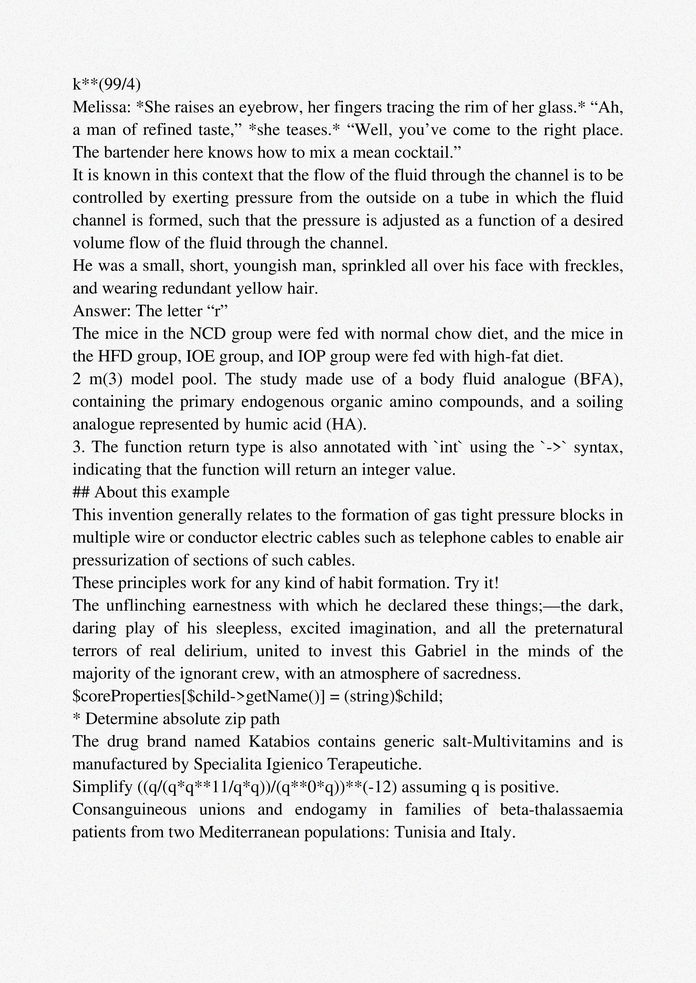 k**(99/4)
Melissa: *She raises an eyebrow, her fingers tracing the rim of her glass.* “Ah,
a man of refined taste,” *she teases.* “Well, you’ve come to the right place.
The bartender here knows how to mix a mean cocktail.”
It is known in this context that the flow of the fluid through the channel is to be
controlled by exerting pressure from the outside on a tube in which the fluid
channel is formed, such that the pressure is adjusted as a function of a desired
volume flow of the fluid through the channel.
He was a small, short, youngish man, sprinkled all over his face with freckles,
and wearing redundant yellow hair.
Answer: The letter “r”
The mice in the NCD group were fed with normal chow diet, and the mice in
the HFD group, IOE group, and IOP group were fed with high-fat diet.
2 m(3) model pool. The study made use of a body fluid analogue (BFA),
containing the primary endogenous organic amino compounds, and a soiling
analogue represented by humic acid (HA).
3. The function return type is also annotated with `int` using the `->` syntax,
indicating that the function will return an integer value.
## About this example
This invention generally relates to the formation of gas tight pressure blocks in
multiple wire or conductor electric cables such as telephone cables to enable air
pressurization of sections of such cables.
These principles work for any kind of habit formation. Try it!
The unflinching earnestness with which he declared these things;—the dark,
daring play of his sleepless, excited imagination, and all the preternatural
terrors of real delirium, united to invest this Gabriel in the minds of the
majority of the ignorant crew, with an atmosphere of sacredness.
$coreProperties[$child->getName()] = (string)$child;
* Determine absolute zip path
The drug brand named Katabios contains generic salt-Multivitamins and is
manufactured by Specialita Igienico Terapeutiche.
Simplify ((q/(q*q**11/q*q))/(q**0*q))**(-12) assuming q is positive.
Consanguineous unions and endogamy in families of beta-thalassaemia
patients from two Mediterranean populations: Tunisia and Italy.